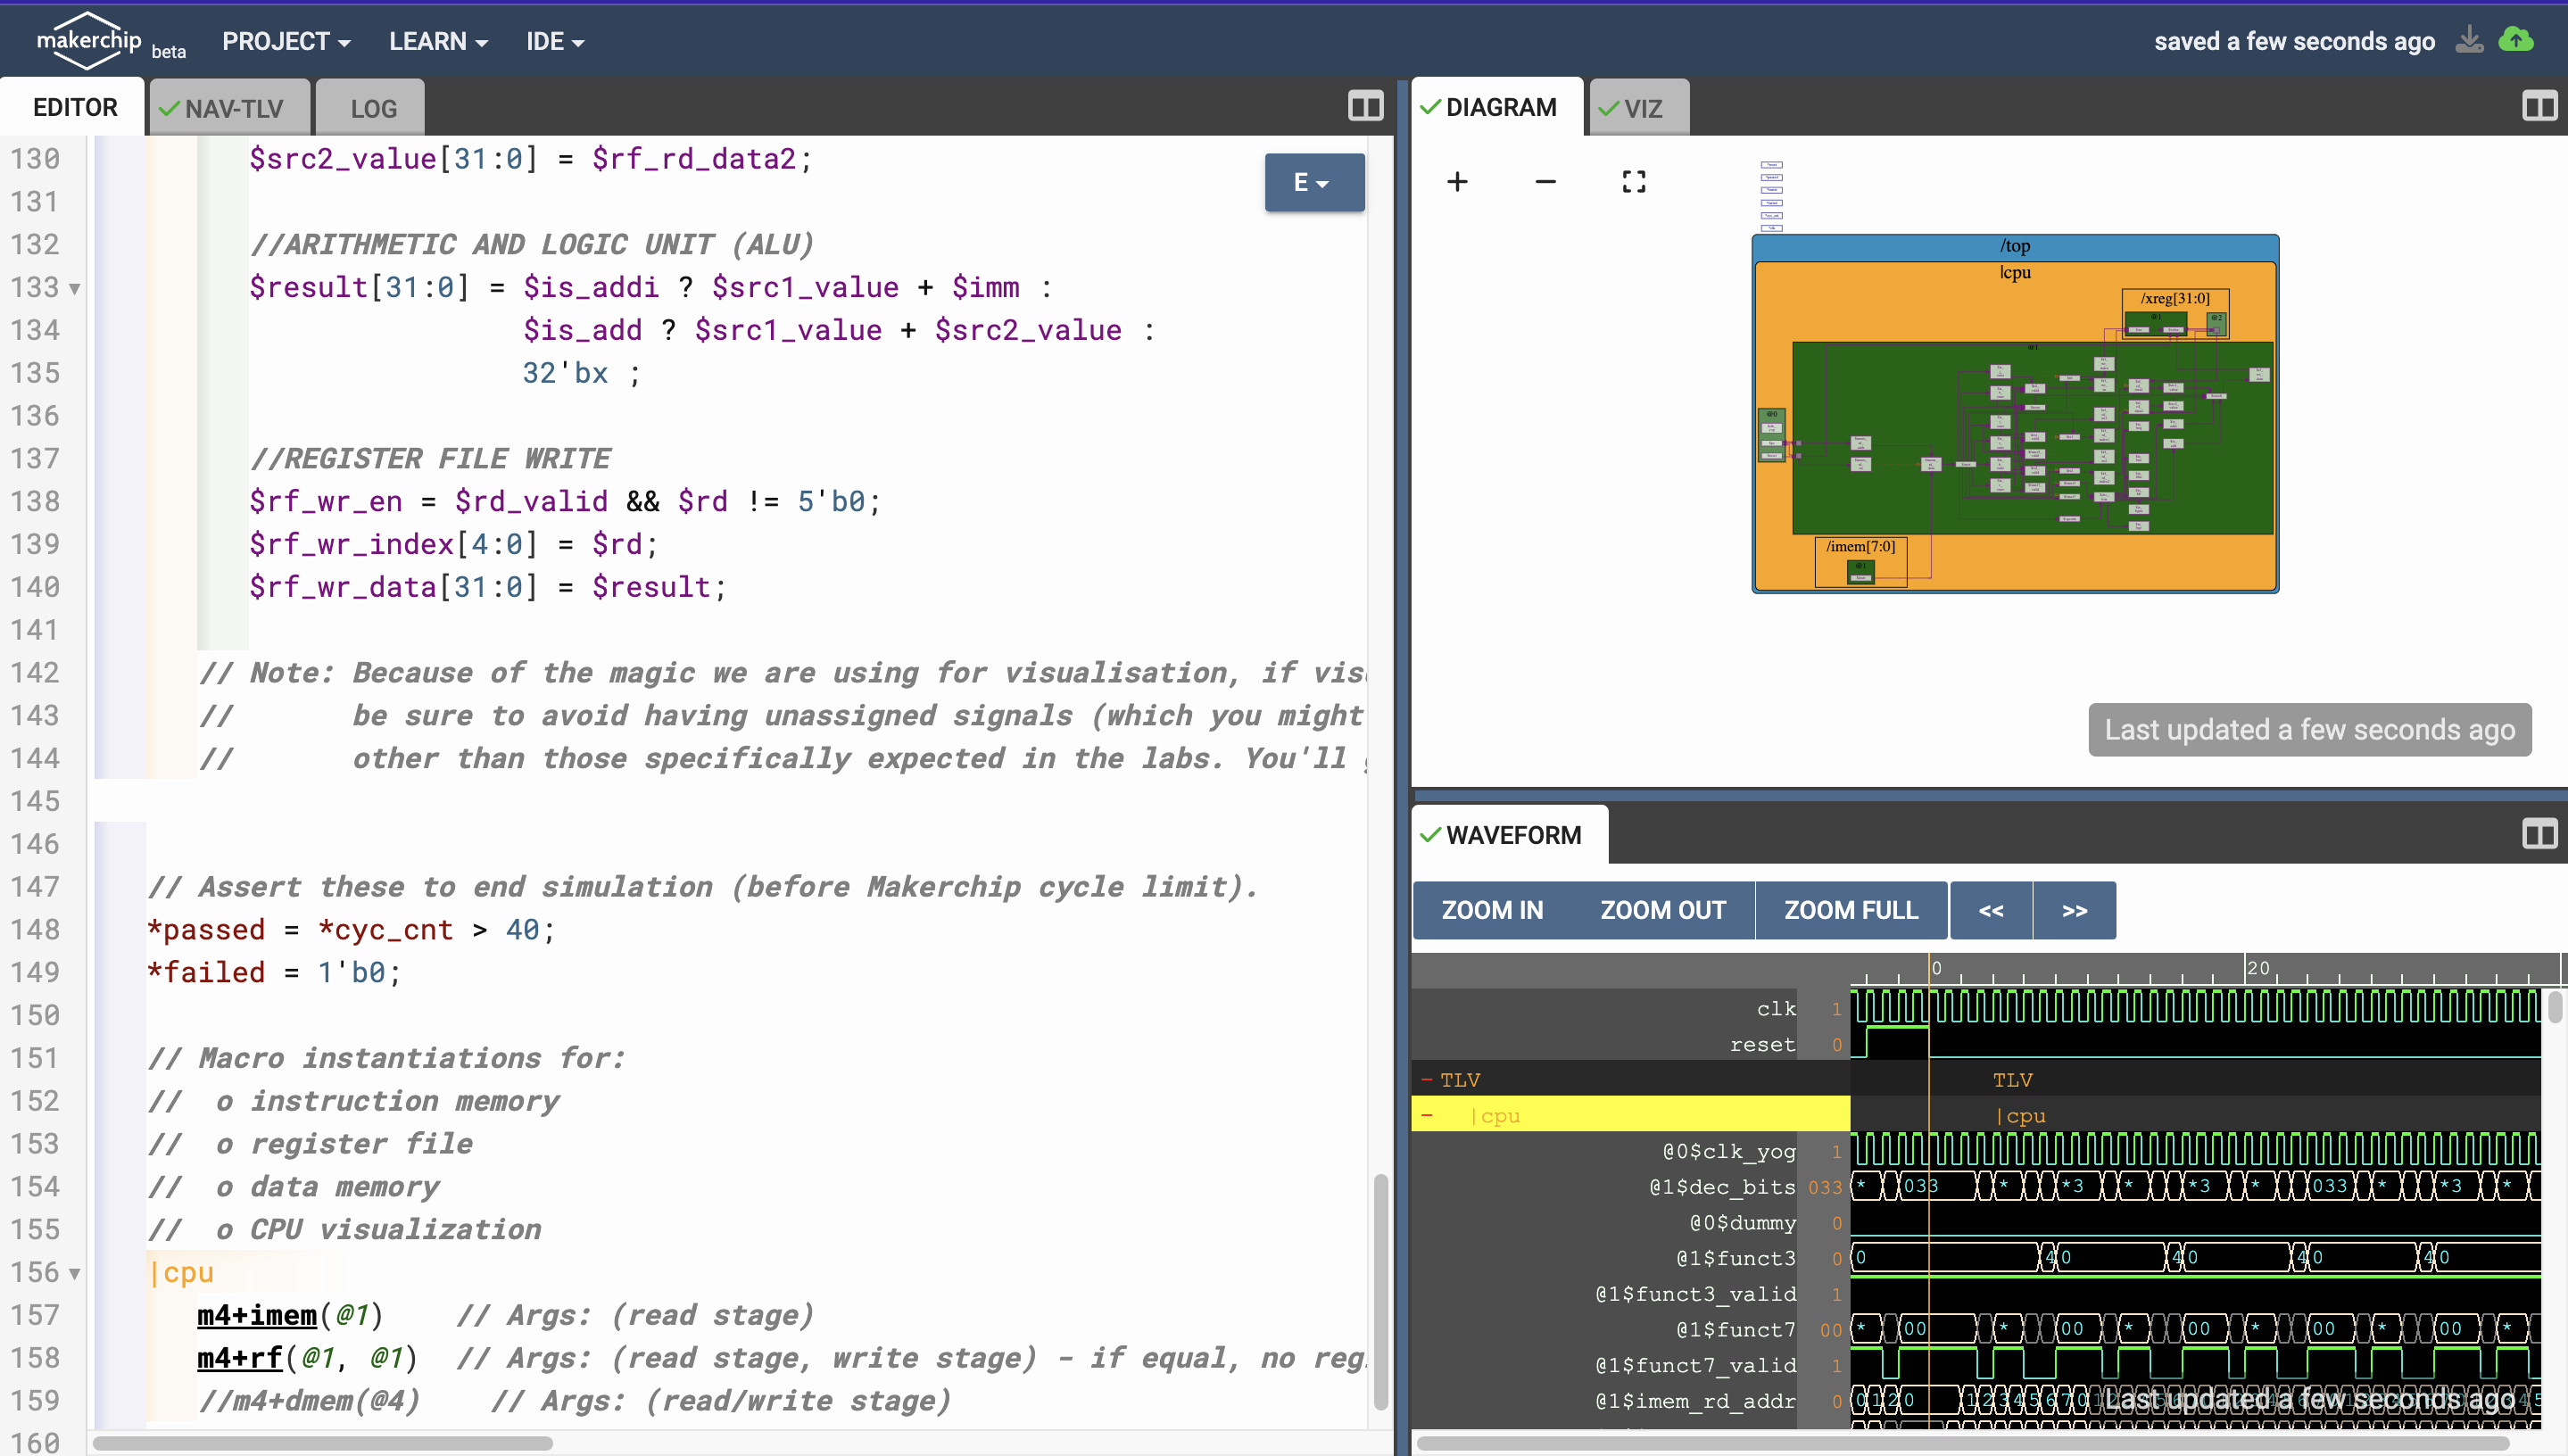 makerchip beta PROJECT LEARN IDE saved a few seconds ago
EDITOR NAV-TLV LOG
130 $src2_value[31:0] = $rf_rd_data2;
E
131
132 //ARITHMETIC AND LOGIC UNIT (ALU)
133 $result[31:0] = $is_addi ? $src1_value + $imm :
134 $is_add ? $src1_value + $src2_value :
135 32'bx ;
136
137 //REGISTER FILE WRITE
138 $rf_wr_en = $rd_valid && $rd != 5'b0;
139 $rf_wr_index[4:0] = $rd;
140 $rf_wr_data[31:0] = $result;
141
142 // Note: Because of the magic we are using for visualisation, if
143 // be sure to avoid having unassigned signals (which you might
144 // other than those specifically expected in the labs. You'll
145
146
147 // Assert these to end simulation (before Makerchip cycle limit).
148 *passed = *cyc_cnt > 40;
149 *failed = 1'b0;
150
151 // Macro instantiations for:
152 // o instruction memory
153 // o register file
154 // o data memory
155 // o CPU visualization
156 |cpu
157 m4+imem(@1) // Args: (read stage)
158 m4+rf(@1, @1) // Args: (read stage, write stage) - if equal, no reg
159 //m4+dmem(@4) // Args: (read/write stage)
160
DIAGRAM VIZ
+ −
/top
|cpu
/xreg[31:0]
@1 @2
@1
@0
/imem[7:0]
@1
Last updated a few seconds ago
WAVEFORM
ZOOM IN ZOOM OUT ZOOM FULL << >>
0 20
clk 1
reset 0
− TLV TLV
− |cpu |cpu
@0$clk_yog 1
@1$dec_bits 033 * 033 * *3 * *3 * 033 * *3 *
@0$dummy 0
@1$funct3 0 0 4 0 4 0 4 0 4 0
@1$funct3_valid 1
@1$funct7 00 * 00 * 00 * 00 * 00 * 00 *
@1$funct7_valid 1
@1$imem_rd_addr 0 0 1 2 0 1 2 3 4 5 6 7 0
Last updated a few seconds ago